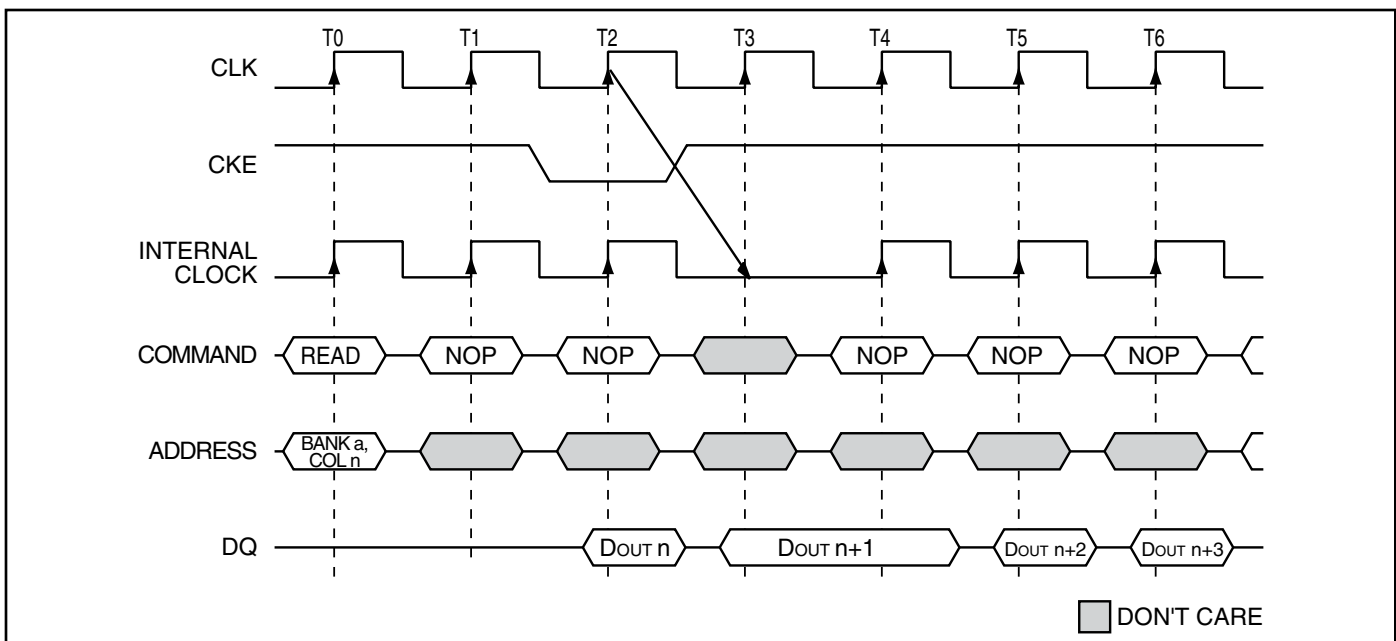 T0 T1 T2 T3 T4 T5 T6
CLK
CKE
INTERNAL
CLOCK
COMMAND READ NOP NOP NOP NOP NOP
ADDRESS BANK a,
COL n
DQ DOUT n DOUT n+1 DOUT n+2 DOUT n+3
DON'T CARE